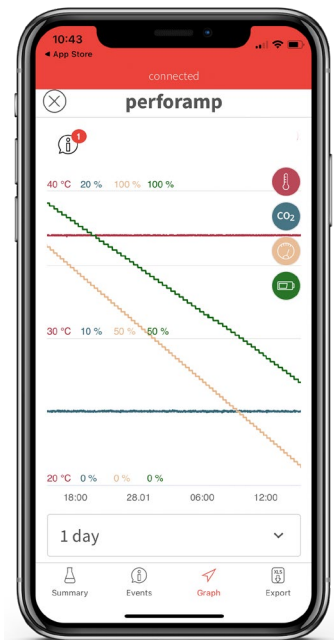 10:43
App Store
connected
perforamp
1
40 °C 20 % 100 % 100 %
CO₂
30 °C 10 % 50 % 50 %
20 °C 0 % 0 % 0 %
18:00 28.01 06:00 12:00
1 day
Summary Events Graph Export